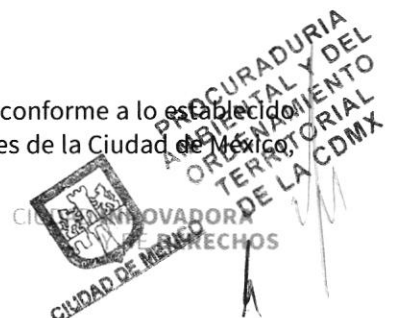 conforme a lo establecido
es de la Ciudad de México,
PROCURADURIA
AMBIENTAL Y DEL
ORDENAMIENTO
TERRITORIAL
DE LA CDMX
CIUDAD INNOVADORA
Y DE DERECHOS
CIUDAD DE MEXICO